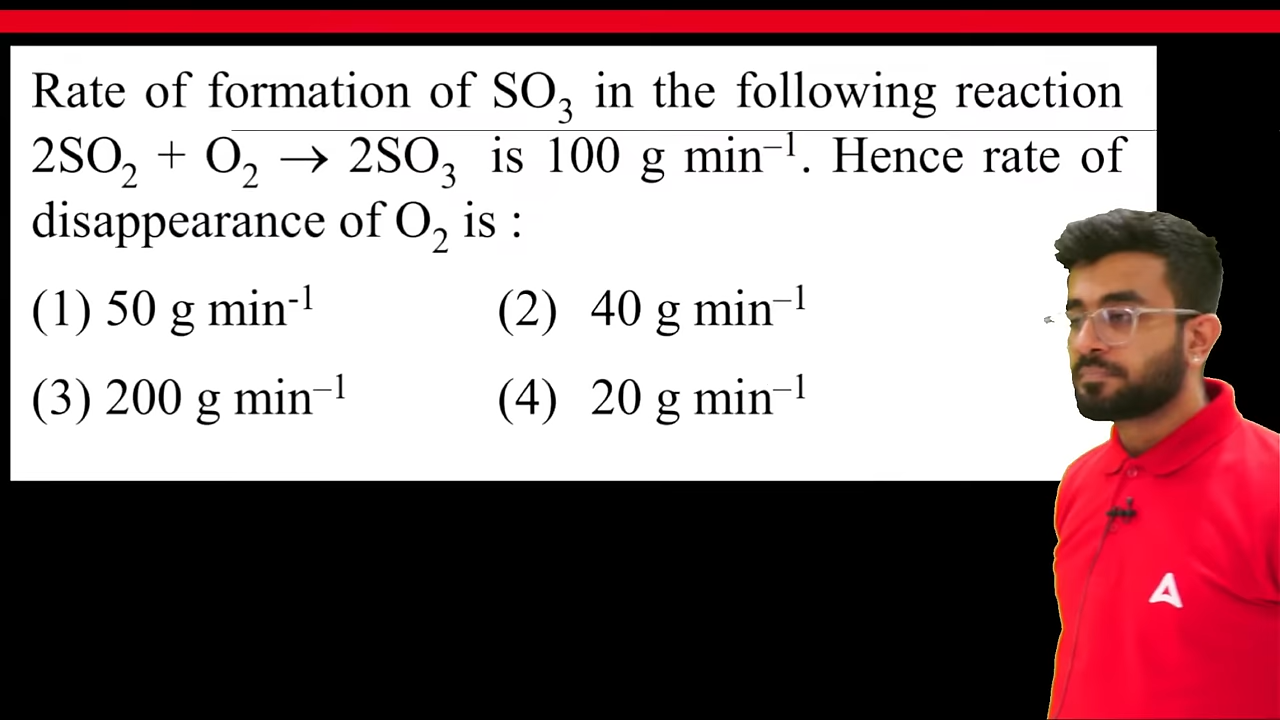 Rate of formation of SO₃ in the following reaction
2SO₂ + O₂ → 2SO₃ is 100 g min⁻¹. Hence rate of
disappearance of O₂ is :
(1) 50 g min⁻¹ (2) 40 g min⁻¹
(3) 200 g min⁻¹ (4) 20 g min⁻¹